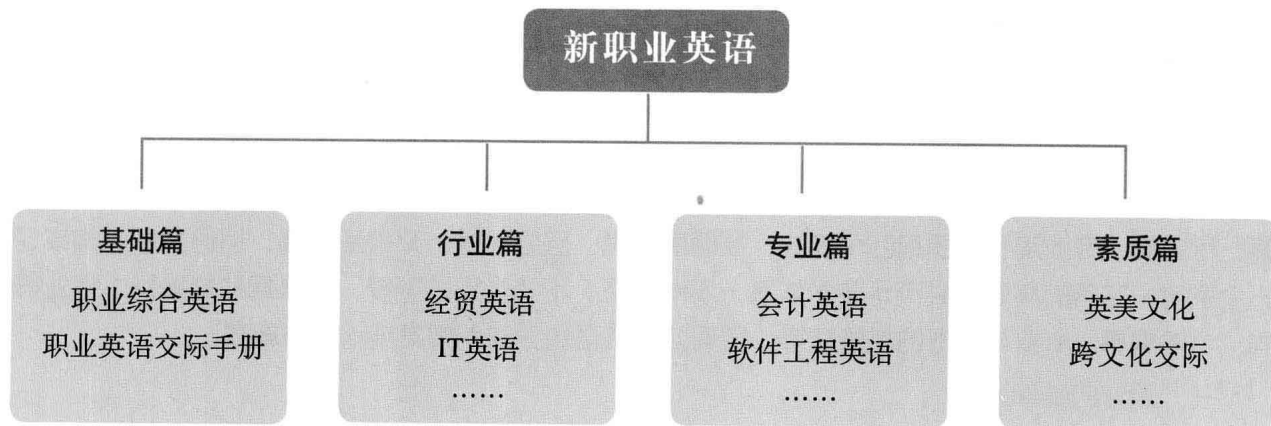 新职业英语
基础篇
职业综合英语
职业英语交际手册
行业篇
经贸英语
IT英语
……
专业篇
会计英语
软件工程英语
……
素质篇
英美文化
跨文化交际
……